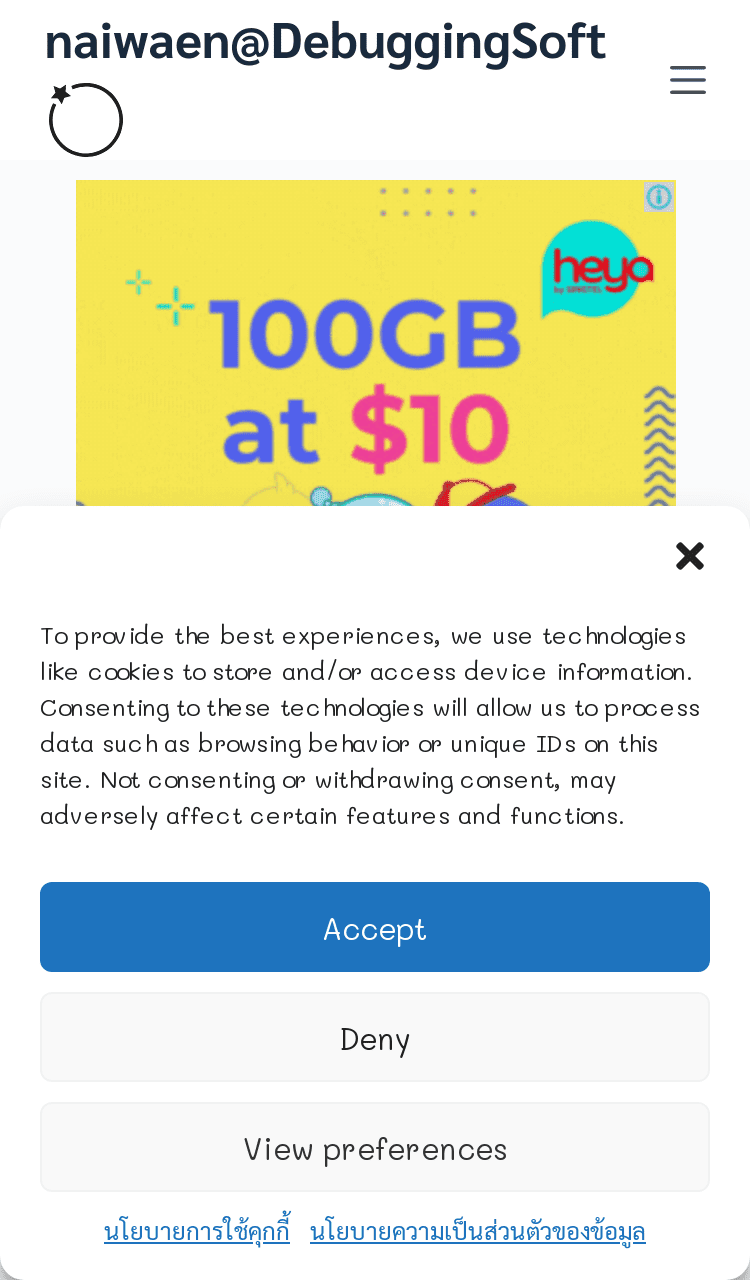 naiwaen@DebuggingSoft
heya
by SINGTEL
100GB
at $10
To provide the best experiences, we use technologies
like cookies to store and/or access device information.
Consenting to these technologies will allow us to process
data such as browsing behavior or unique IDs on this
site. Not consenting or withdrawing consent, may
adversely affect certain features and functions.
Accept
Deny
View preferences
นโยบายการใช้คุกกี้ นโยบายความเป็นส่วนตัวของข้อมูล